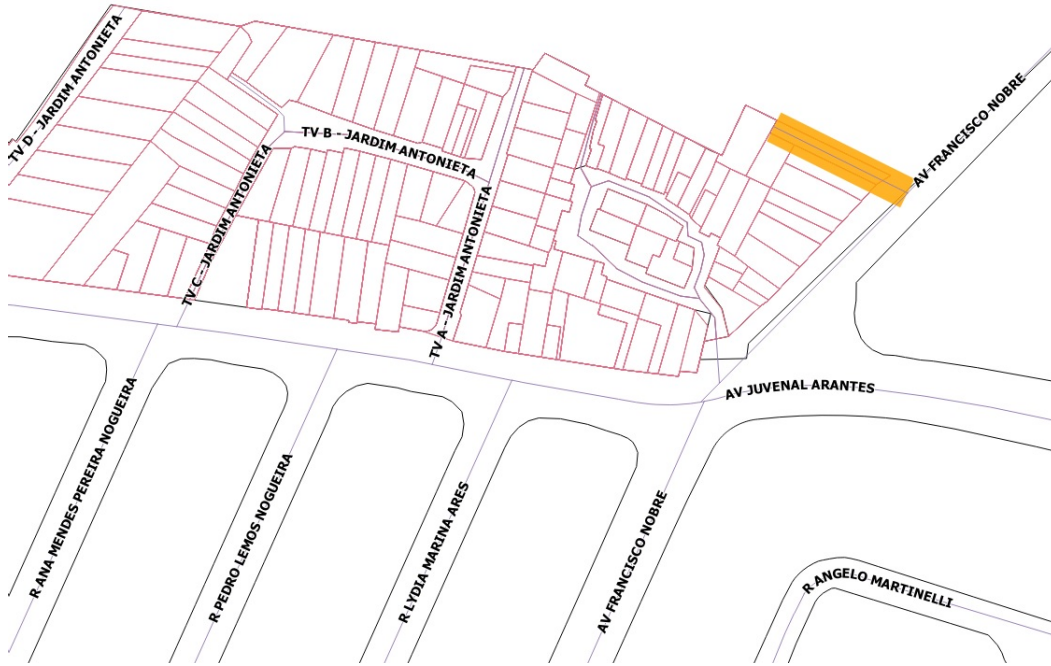 TV D - JARDIM ANTONIETA
AV FRANCISCO NOBRE
TV B - JARDIM ANTONIETA
TV C - JARDIM ANTONIETA
TV A - JARDIM ANTONIETA
AV JUVENAL ARANTES
R ANA MENDES PEREIRA NOGUEIRA
R PEDRO LEMOS NOGUEIRA
R LYDIA MARINA ARES
AV FRANCISCO NOBRE
R ANGELO MARTINELLI